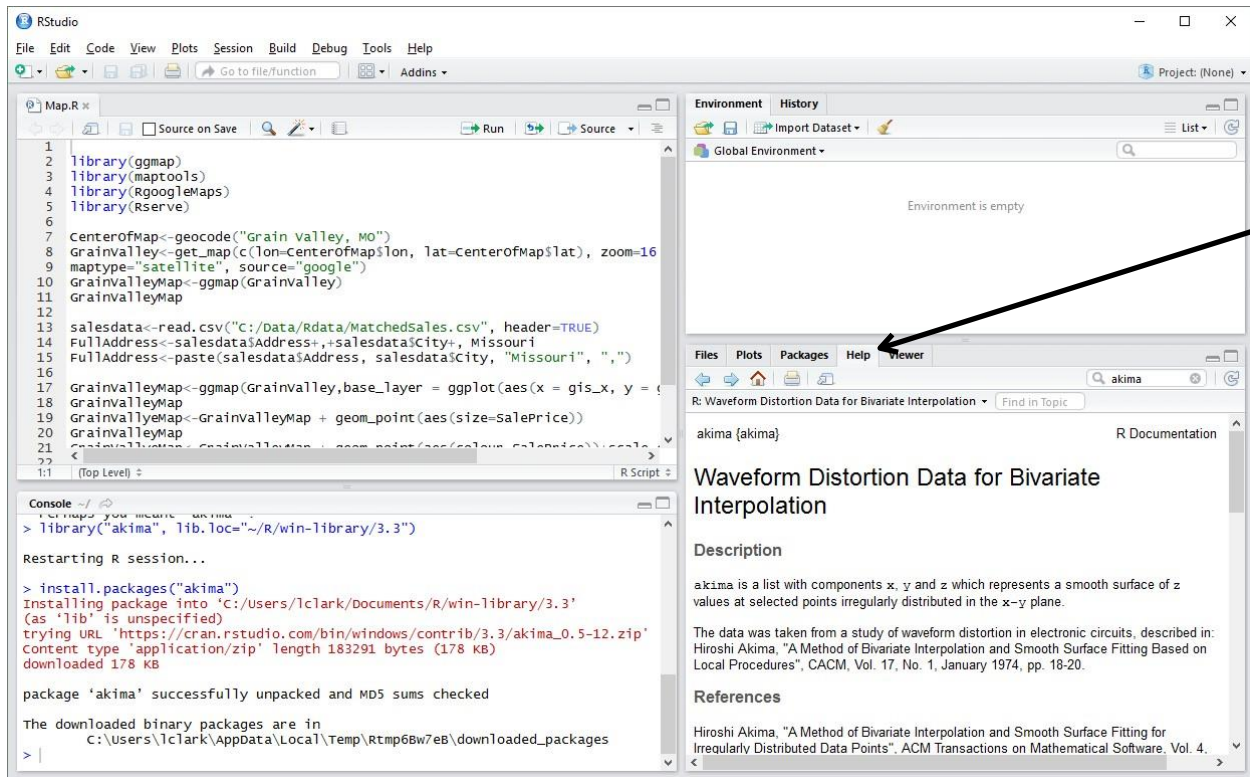 RStudio
File Edit Code View Plots Session Build Debug Tools Help
Go to file/function Addins Project: (None)
Map.R
Source on Save Run Source
1
2 library(ggmap)
3 library(maptools)
4 library(RgoogleMaps)
5 library(Rserve)
6
7 CenterOfMap<-geocode("Grain Valley, MO")
8 GrainValley<-get_map(c(lon=CenterOfMap$lon, lat=CenterOfMap$lat), zoom=16
9 maptype="satellite", source="google")
10 GrainValleyMap<-ggmap(GrainValley)
11 GrainValleyMap
12
13 salesdata<-read.csv("C:/Data/Rdata/MatchedSales.csv", header=TRUE)
14 FullAddress<-salesdata$Address+,+salesdata$City+, Missouri
15 FullAddress<-paste(salesdata$Address, salesdata$City, "Missouri", ",")
16
17 GrainValleyMap<-ggmap(GrainValley,base_layer = ggplot(aes(x = gis_x, y =
18 GrainValleyMap
19 GrainVallyeMap<-GrainValleyMap + geom_point(aes(size=SalePrice))
20 GrainValleyMap
21
22
1:1 (Top Level) R Script
Console ~/
> library("akima", lib.loc="~/R/win-library/3.3")
Restarting R session...
> install.packages("akima")
Installing package into ‘C:/Users/lclark/Documents/R/win-library/3.3’
(as ‘lib’ is unspecified)
trying URL 'https://cran.rstudio.com/bin/windows/contrib/3.3/akima_0.5-12.zip'
Content type 'application/zip' length 183291 bytes (178 KB)
downloaded 178 KB
package ‘akima’ successfully unpacked and MD5 sums checked
The downloaded binary packages are in
C:\Users\lclark\AppData\Local\Temp\Rtmp6Bw7eB\downloaded_packages
>
Environment History
Import Dataset List
Global Environment
Environment is empty
Files Plots Packages Help Viewer
akima
R: Waveform Distortion Data for Bivariate Interpolation Find in Topic
akima {akima} R Documentation
Waveform Distortion Data for Bivariate
Interpolation
Description
akima is a list with components x, y and z which represents a smooth surface of z
values at selected points irregularly distributed in the x-y plane.
The data was taken from a study of waveform distortion in electronic circuits, described in:
Hiroshi Akima, "A Method of Bivariate Interpolation and Smooth Surface Fitting Based on
Local Procedures", CACM, Vol. 17, No. 1, January 1974, pp. 18-20.
References
Hiroshi Akima, "A Method of Bivariate Interpolation and Smooth Surface Fitting for
Irregularly Distributed Data Points", ACM Transactions on Mathematical Software, Vol. 4,